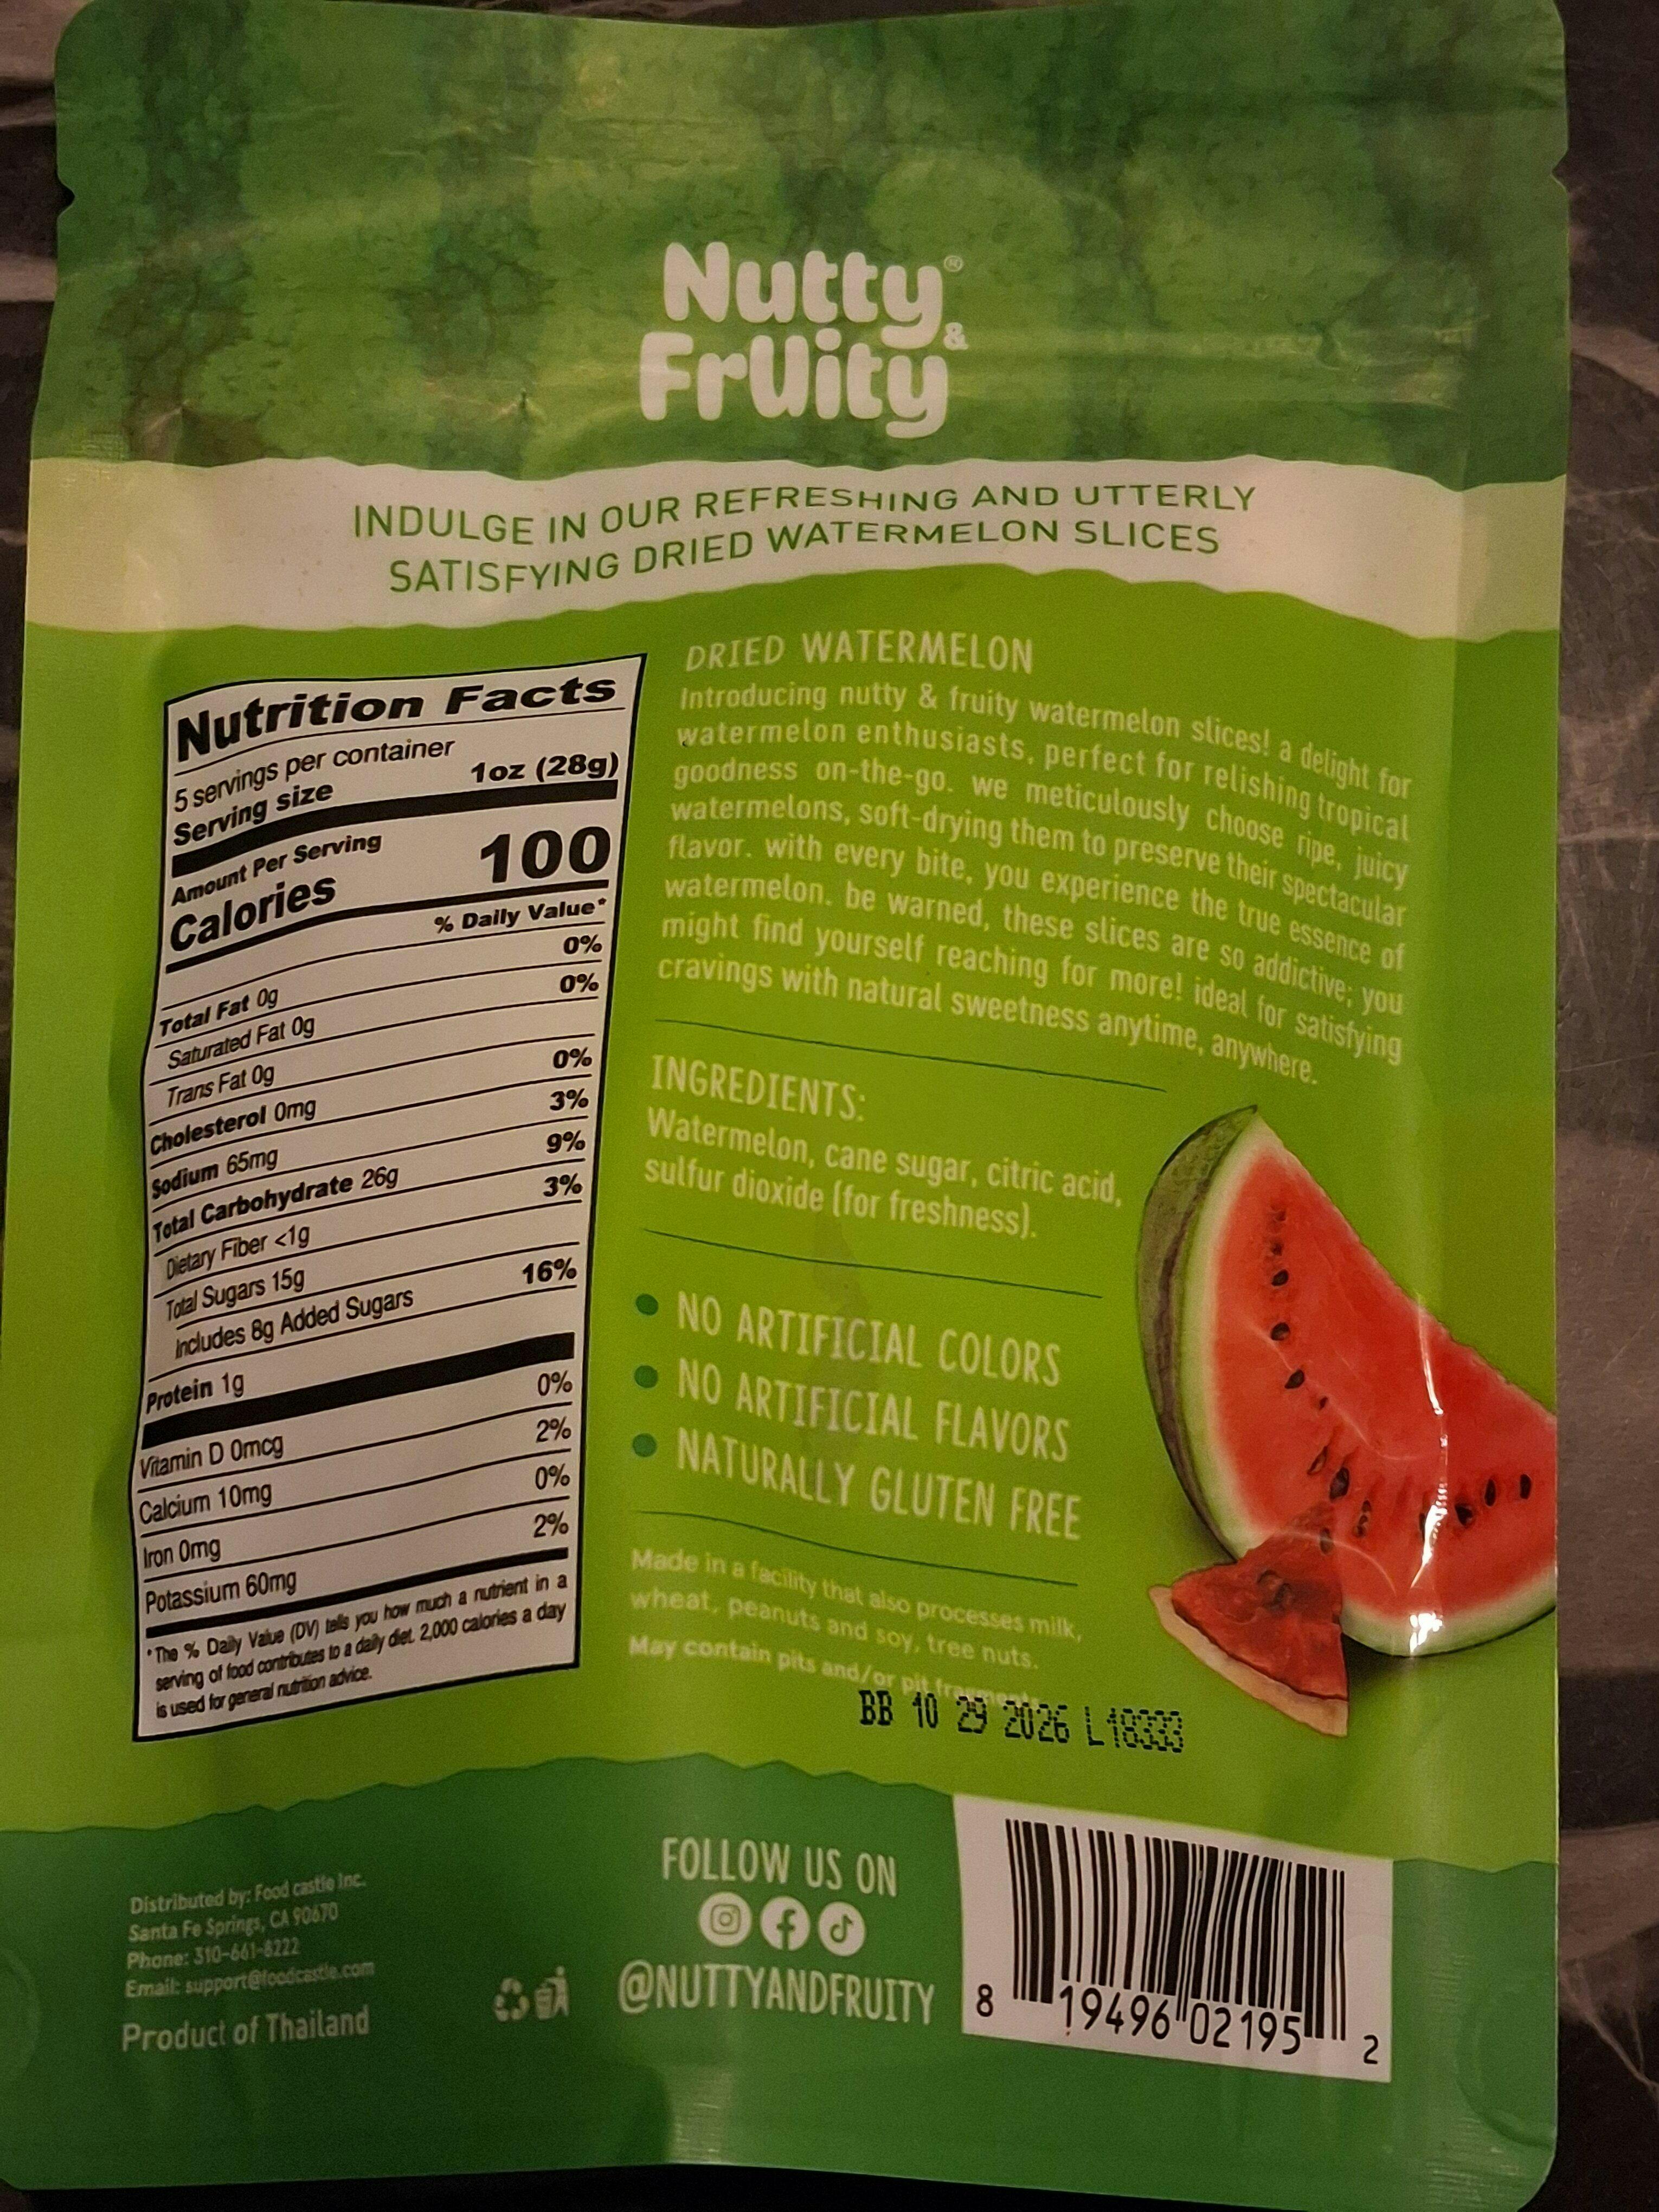 Nutty®
& Fruity
INDULGE IN OUR REFRESHING AND UTTERLY
SATISFYING DRIED WATERMELON SLICES
Nutrition Facts
5 servings per container
Serving size 1oz (28g)
Amount Per Serving
Calories 100
% Daily Value*
Total Fat 0g 0%
Saturated Fat 0g 0%
Trans Fat 0g
Cholesterol 0mg 0%
Sodium 65mg 3%
Total Carbohydrate 26g 9%
Dietary Fiber <1g 3%
Total Sugars 15g
Includes 8g Added Sugars 16%
Protein 1g
Vitamin D 0mcg 0%
Calcium 10mg 2%
Iron 0mg 0%
Potassium 60mg 2%
*The % Daily Value (DV) tells you how much a nutrient in a
serving of food contributes to a daily diet. 2,000 calories a day
is used for general nutrition advice.
DRIED WATERMELON
Introducing nutty & fruity watermelon slices! a delight for
watermelon enthusiasts, perfect for relishing tropical
goodness on-the-go. we meticulously choose ripe, juicy
watermelons, soft-drying them to preserve their spectacular
flavor. with every bite, you experience the true essence of
watermelon. be warned, these slices are so addictive; you
might find yourself reaching for more! ideal for satisfying
cravings with natural sweetness anytime, anywhere.
INGREDIENTS:
Watermelon, cane sugar, citric acid,
sulfur dioxide (for freshness).
• NO ARTIFICIAL COLORS
• NO ARTIFICIAL FLAVORS
• NATURALLY GLUTEN FREE
Made in a facility that also processes milk,
wheat, peanuts and soy, tree nuts.
May contain pits and/or pit
BB 10 29 2026 L18333
Distributed by: Food castle Inc.
Santa Fe Springs, CA 90670
Phone: 310-661-8222
Email: support@foodcastle.com
Product of Thailand
FOLLOW US ON
@NUTTYANDFRUITY
8 19496 02195 2